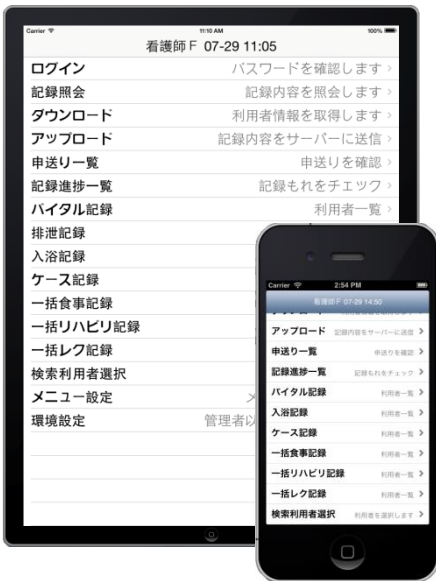 Carrier 11:10 AM 100%
看護師F 07-29 11:05
ログイン パスワードを確認します
記録照会 記録内容を照会します
ダウンロード 利用者情報を取得します
アップロード 記録内容をサーバーに送信
申送り一覧 申送りを確認
記録進捗一覧 記録もれをチェック
バイタル記録 利用者一覧
排泄記録
入浴記録
ケース記録
一括食事記録
一括リハビリ記録
一括レク記録
検索利用者選択
メニュー設定
環境設定 管理者以
Carrier 2:54 PM
看護師F 07-29 14:50
アップロード 記録内容をサーバーに送信
申送り一覧 申送りを確認
記録進捗一覧 記録もれをチェック
バイタル記録 利用者一覧
入浴記録 利用者一覧
ケース記録 利用者一覧
一括食事記録 利用者一覧
一括リハビリ記録 利用者一覧
一括レク記録 利用者一覧
検索利用者選択 利用者を選択します